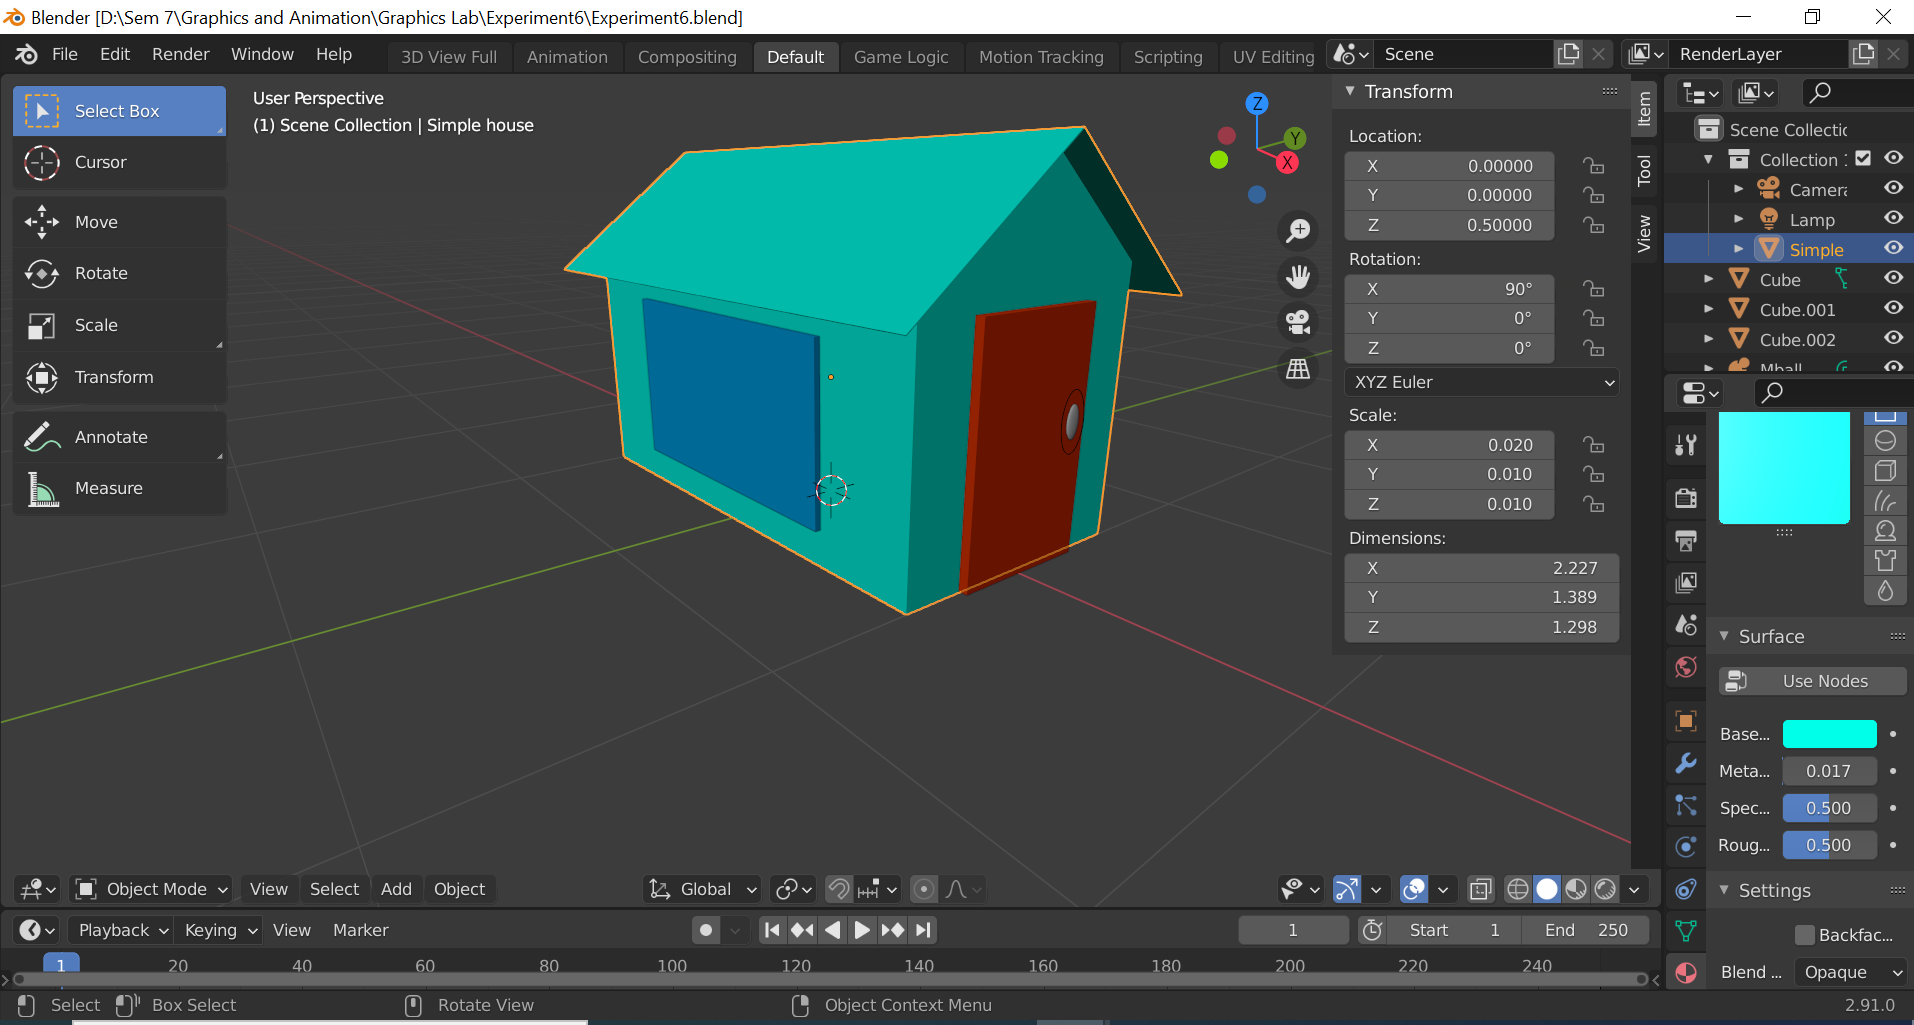 Blender [D:\Sem 7\Graphics and Animation\Graphics Lab\Experiment6\Experiment6.blend]
File Edit Render Window Help 3D View Full Animation Compositing Default Game Logic Motion Tracking Scripting UV Editing Scene RenderLayer
Select Box
Cursor
Move
Rotate
Scale
Transform
Annotate
Measure
User Perspective
(1) Scene Collection | Simple house
Z
Y
X
Transform
Location:
X 0.00000
Y 0.00000
Z 0.50000
Rotation:
X 90°
Y 0°
Z 0°
XYZ Euler
Scale:
X 0.020
Y 0.010
Z 0.010
Dimensions:
X 2.227
Y 1.389
Z 1.298
Item
Tool
View
Scene Collectic
Collection
Camera
Lamp
Simple
Cube
Cube.001
Cube.002
Mball
Surface
Use Nodes
Base...
Meta... 0.017
Spec... 0.500
Roug... 0.500
Settings
Backfac...
Blend ... Opaque
Object Mode View Select Add Object Global
Playback Keying View Marker 1 Start 1 End 250
1 20 40 60 80 100 120 140 160 180 200 220 240
Select Box Select Rotate View Object Context Menu 2.91.0